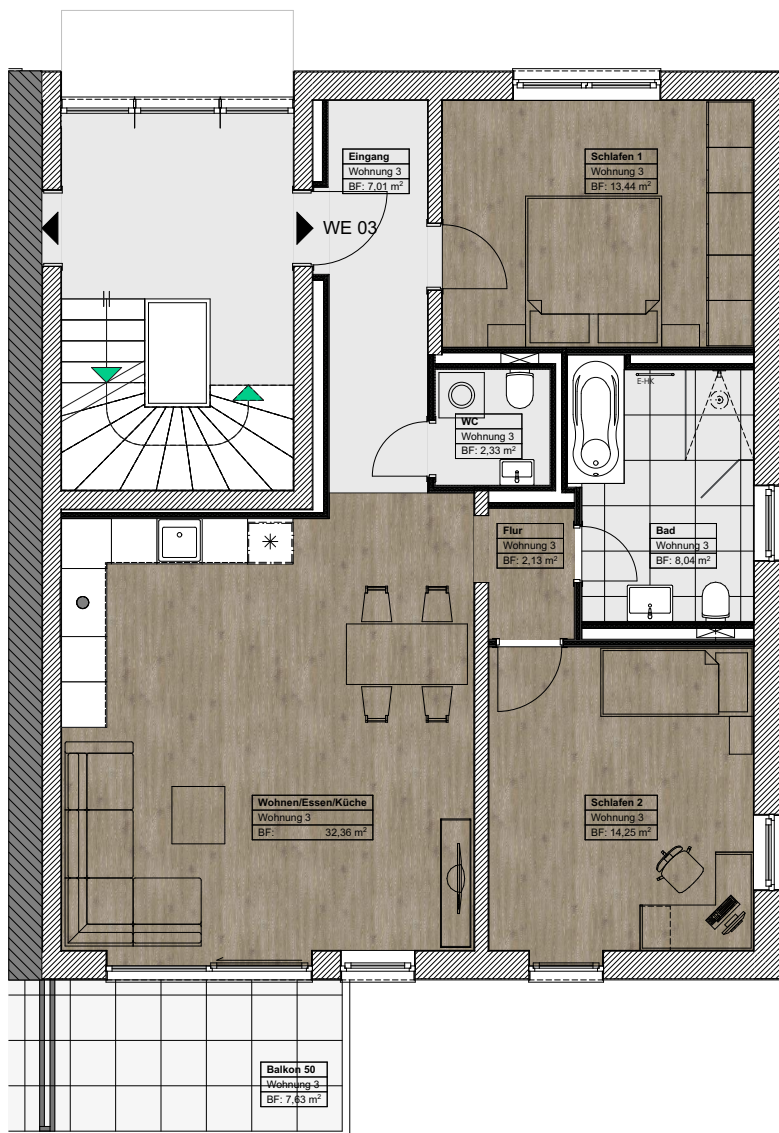 Eingang
Wohnung 3
BF: 7,01 m²
Schlafen 1
Wohnung 3
BF: 13,44 m²
WE 03
E-HK
WC
Wohnung 3
BF: 2,33 m²
Flur
Wohnung 3
BF: 2,13 m²
Bad
Wohnung 3
BF: 8,04 m²
Wohnen/Essen/Küche
Wohnung 3
BF: 32,36 m²
Schlafen 2
Wohnung 3
BF: 14,25 m²
Balkon 50
Wohnung 3
BF: 7,63 m²